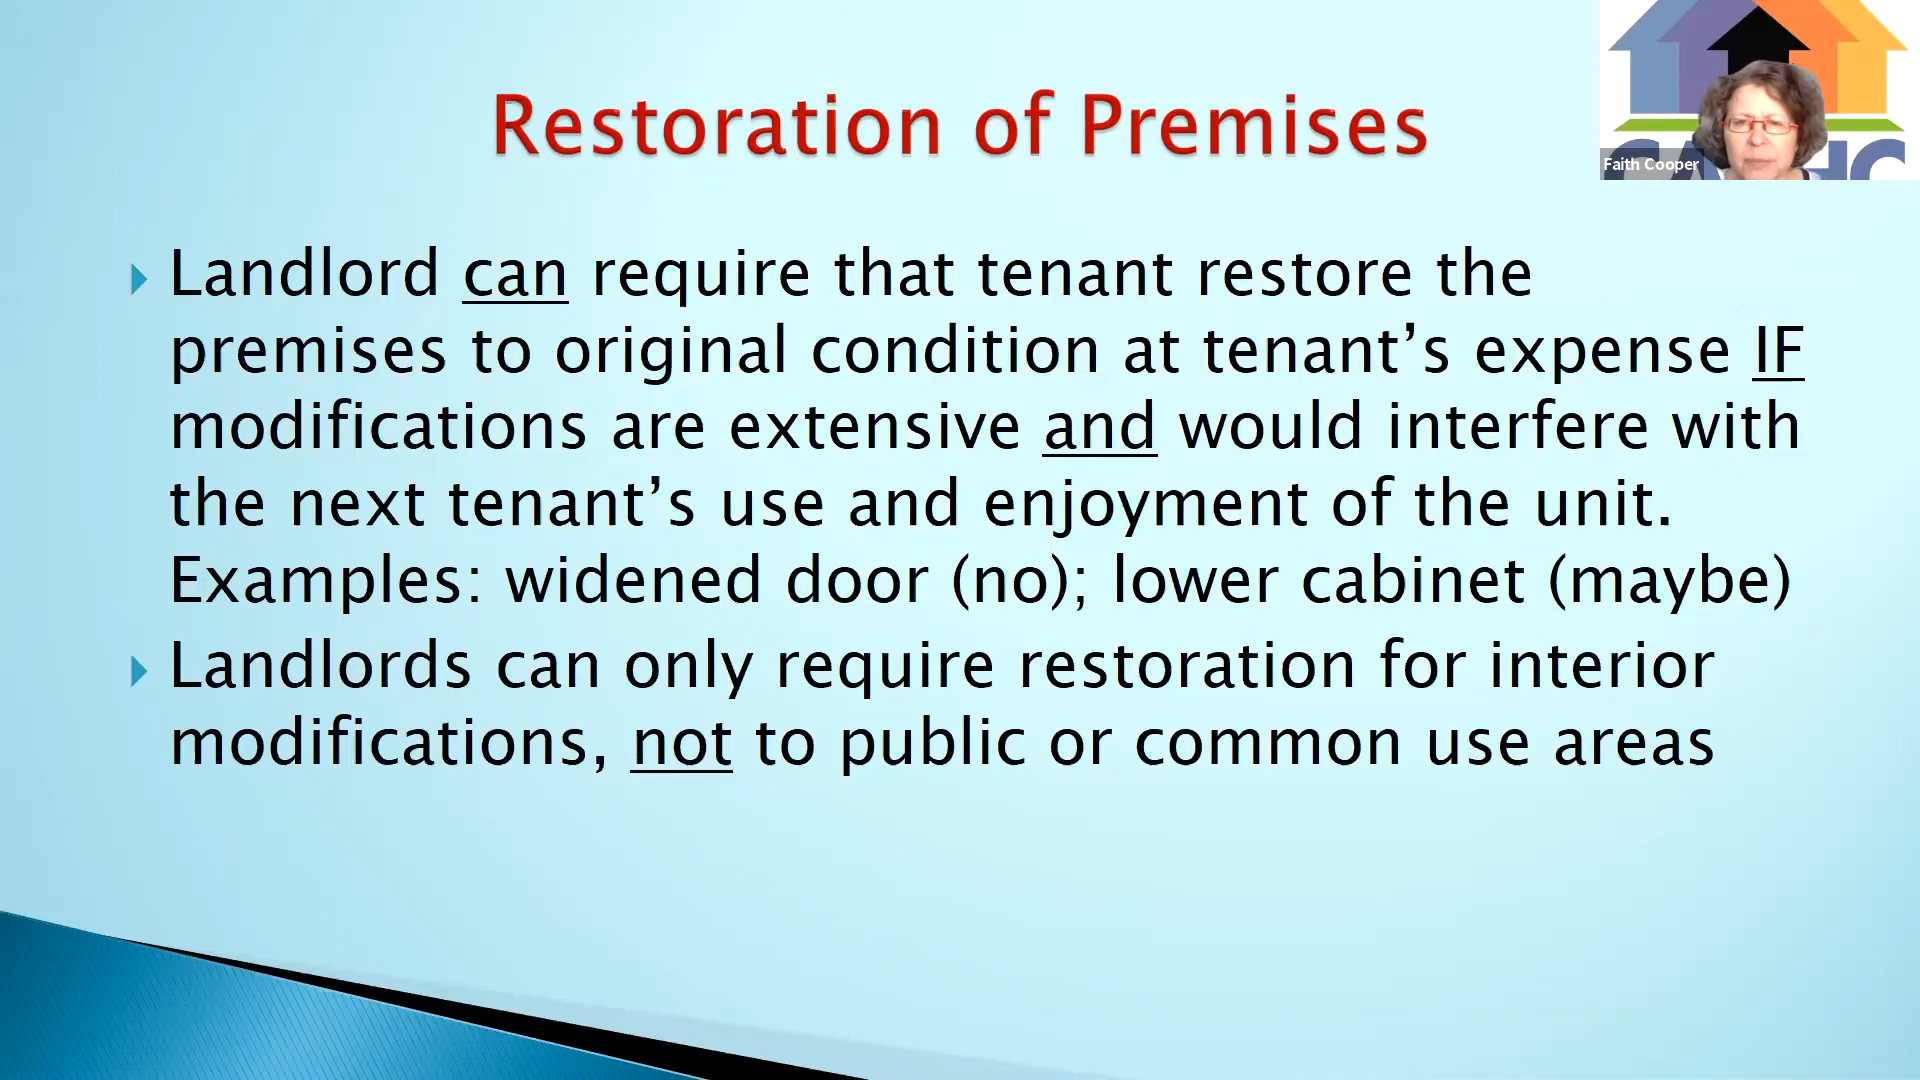 Restoration of Premises
Faith Cooper
Landlord can require that tenant restore the
premises to original condition at tenant’s expense IF
modifications are extensive and would interfere with
the next tenant’s use and enjoyment of the unit.
Examples: widened door (no); lower cabinet (maybe)
Landlords can only require restoration for interior
modifications, not to public or common use areas